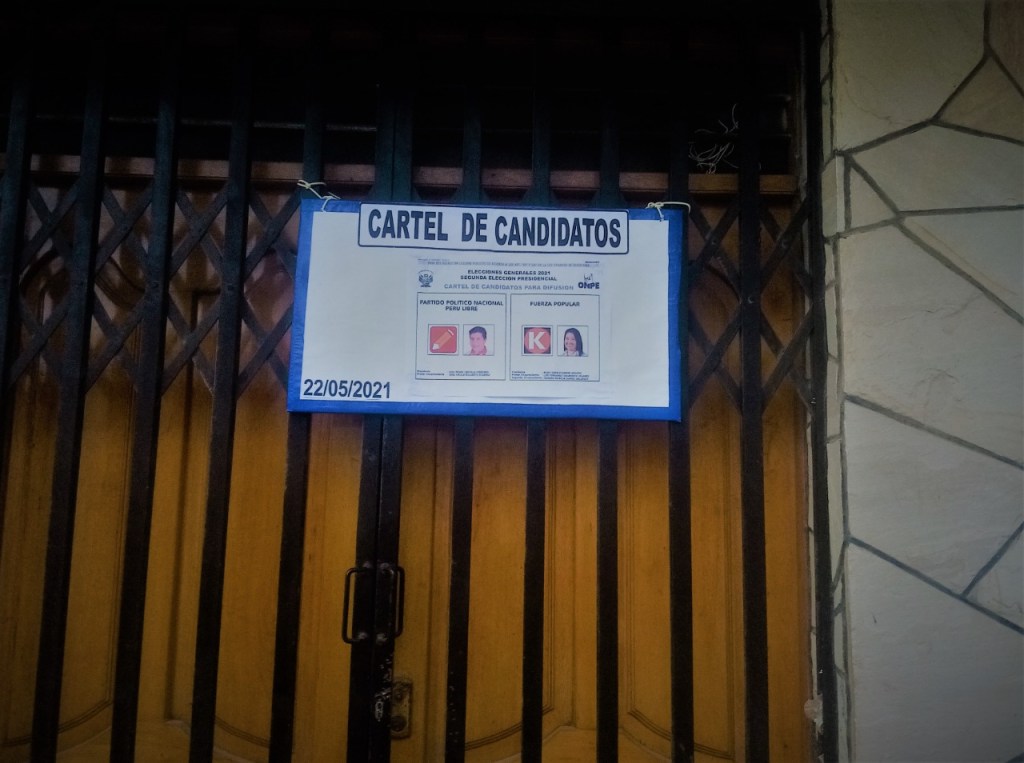 CARTEL DE CANDIDATOS
ELECCIONES GENERALES 2021
SEGUNDA ELECCIÓN PRESIDENCIAL
CARTEL DE CANDIDATOS PARA DIFUSIÓN
ONPE
PARTIDO POLITICO NACIONAL
PERU LIBRE
FUERZA POPULAR
K
22/05/2021